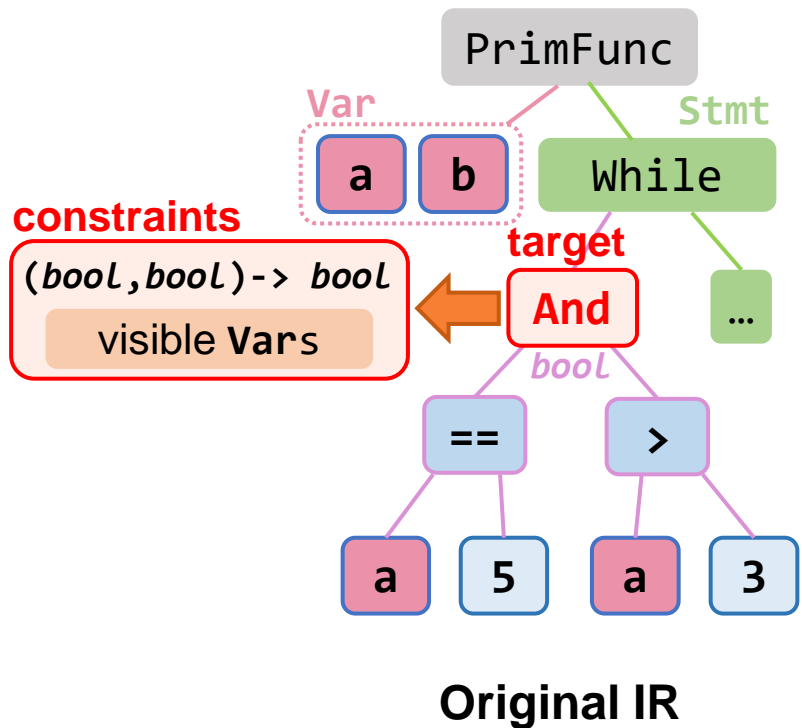 PrimFunc
Var
Stmt
a b
While
constraints
target
(bool,bool)-> bool
visible Vars
And
…
bool
==
>
a
5
a
3
Original IR